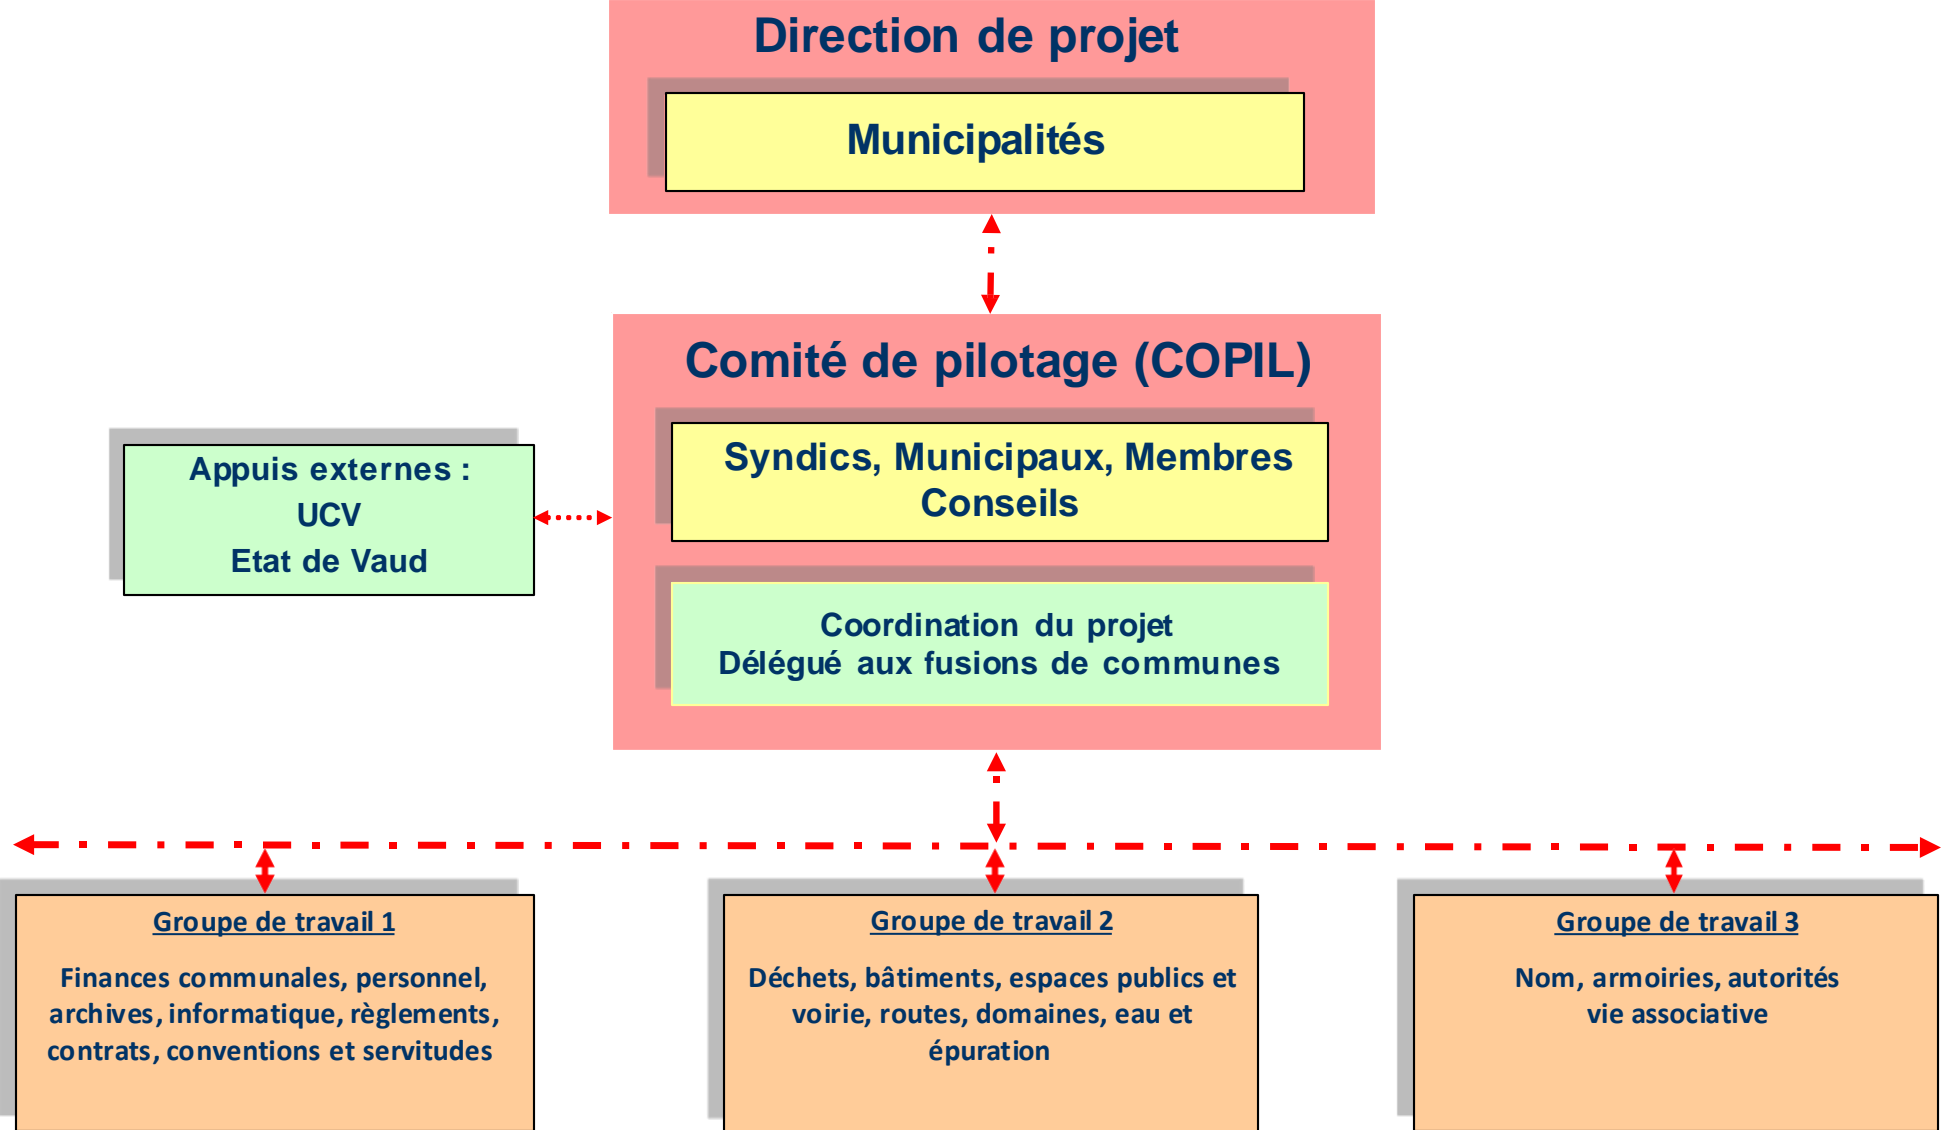 Direction de projet
Municipalités
Comité de pilotage (COPIL)
Syndics, Municipaux, Membres
Conseils
Appuis externes :
UCV
Etat de Vaud
Coordination du projet
Délégué aux fusions de communes
Groupe de travail 1
Finances communales, personnel,
archives, informatique, règlements,
contrats, conventions et servitudes
Groupe de travail 2
Déchets, bâtiments, espaces publics et
voirie, routes, domaines, eau et
épuration
Groupe de travail 3
Nom, armoiries, autorités
vie associative